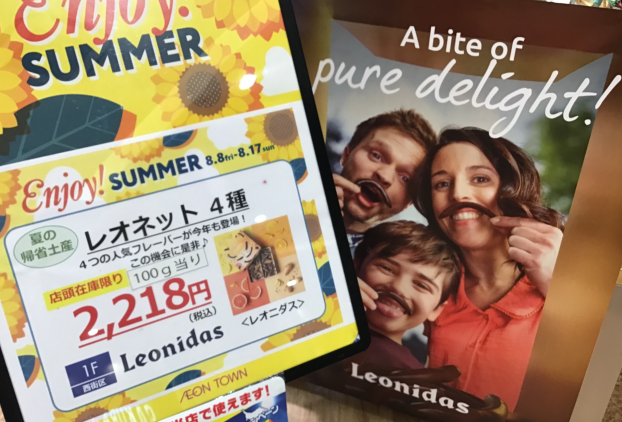 Enjoy!
SUMMER
Enjoy! SUMMER 8.8fri-8.17sun
夏の
帰省土産
レオネット 4種
4つの人気フレーバーが今年も登場!
この機会に是非♪
店頭在庫限り
100g当り
2,218円
(税込)
1F
西街区
Leonidas
<レオニダス>
ÆON TOWN
で使えます!
A bite of
pure delight!
Leonidas